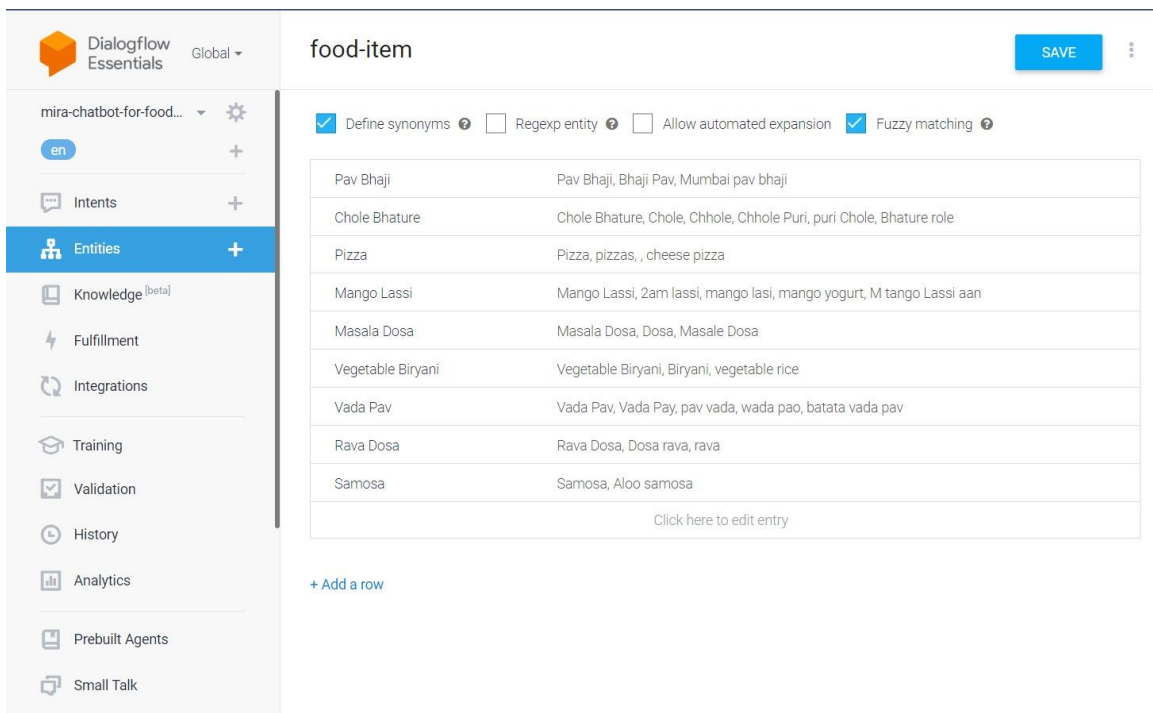 Dialogflow
Essentials
Global
mira-chatbot-for-food...
en
Intents
Entities
Knowledge [beta]
Fulfillment
Integrations
Training
Validation
History
Analytics
Prebuilt Agents
Small Talk
food-item
SAVE
Define synonyms Regexp entity Allow automated expansion Fuzzy matching
Pav Bhaji Pav Bhaji, Bhaji Pav, Mumbai pav bhaji
Chole Bhature Chole Bhature, Chole, Chhole, Chhole Puri, puri Chole, Bhature role
Pizza Pizza, pizzas, , cheese pizza
Mango Lassi Mango Lassi, 2am lassi, mango lasi, mango yogurt, M tango Lassi aan
Masala Dosa Masala Dosa, Dosa, Masale Dosa
Vegetable Biryani Vegetable Biryani, Biryani, vegetable rice
Vada Pav Vada Pav, Vada Pay, pav vada, wada pao, batata vada pav
Rava Dosa Rava Dosa, Dosa rava, rava
Samosa Samosa, Aloo samosa
Click here to edit entry
+ Add a row